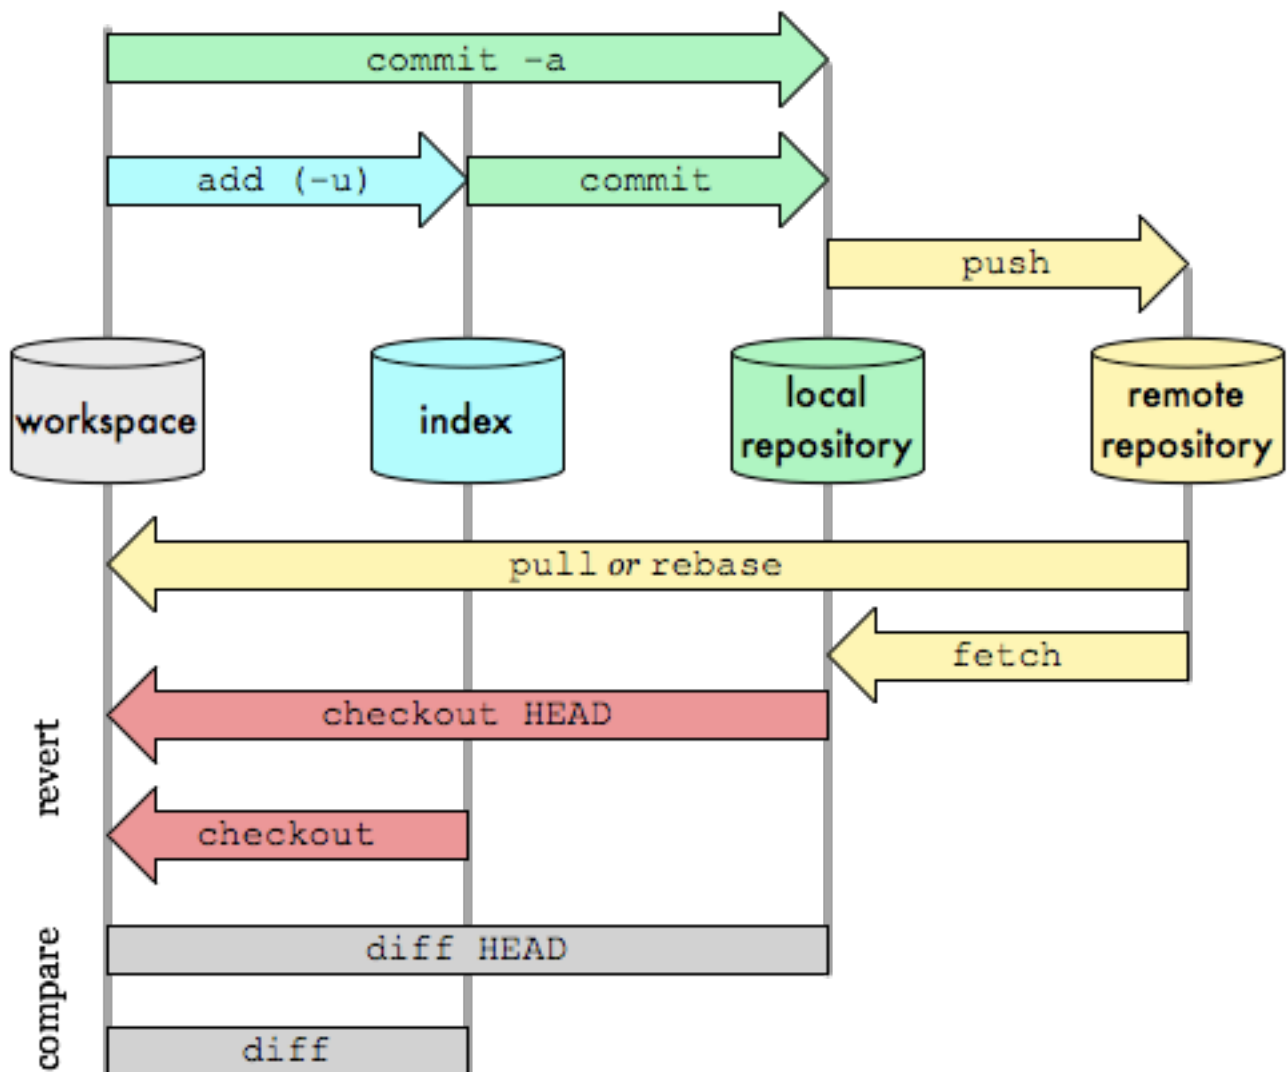 commit -a
add (-u)
commit
push
workspace
index
local
repository
remote
repository
pull or rebase
fetch
revert
checkout HEAD
checkout
compare
diff HEAD
diff